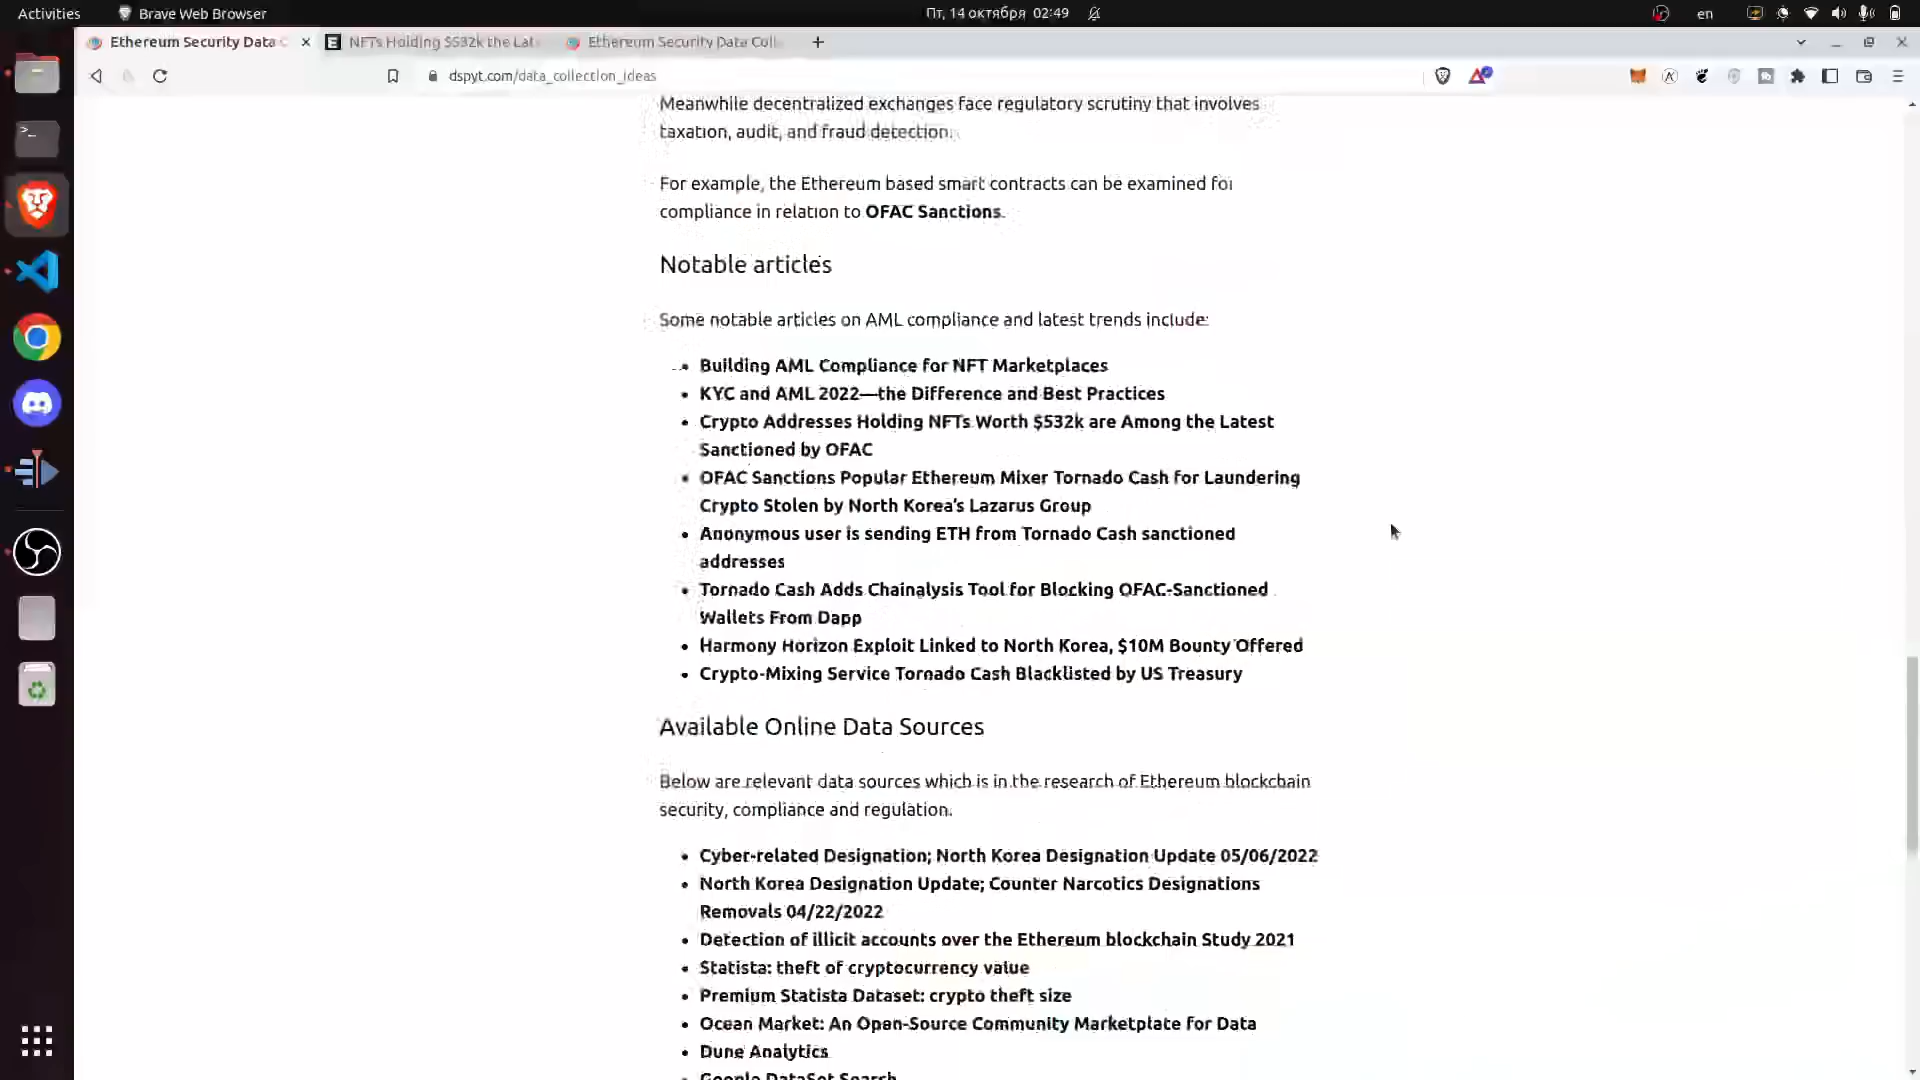 Activities
Brave Web Browser
Пт, 14 октября 02:49
en
Ethereum Security Data C
NFTs Holding $532k the Lat
Ethereum Security Data Coll
dspyt.com/data_collection_ideas
Meanwhile decentralized exchanges face regulatory scrutiny that involves
taxation, audit, and fraud detection.
For example, the Ethereum based smart contracts can be examined for
compliance in relation to OFAC Sanctions.
Notable articles
Some notable articles on AML compliance and latest trends include:
• Building AML Compliance for NFT Marketplaces
• KYC and AML 2022—the Difference and Best Practices
• Crypto Addresses Holding NFTs Worth $532k are Among the Latest
Sanctioned by OFAC
• OFAC Sanctions Popular Ethereum Mixer Tornado Cash for Laundering
Crypto Stolen by North Korea's Lazarus Group
• Anonymous user is sending ETH from Tornado Cash sanctioned
addresses
• Tornado Cash Adds Chainalysis Tool for Blocking OFAC-Sanctioned
Wallets From Dapp
• Harmony Horizon Exploit Linked to North Korea, $10M Bounty Offered
• Crypto-Mixing Service Tornado Cash Blacklisted by US Treasury
Available Online Data Sources
Below are relevant data sources which is in the research of Ethereum blockchain
security, compliance and regulation.
• Cyber-related Designation; North Korea Designation Update 05/06/2022
• North Korea Designation Update; Counter Narcotics Designations
Removals 04/22/2022
• Detection of illicit accounts over the Ethereum blockchain Study 2021
• Statista: theft of cryptocurrency value
• Premium Statista Dataset: crypto theft size
• Ocean Market: An Open-Source Community Marketplace for Data
• Dune Analytics
Google DataSet Search